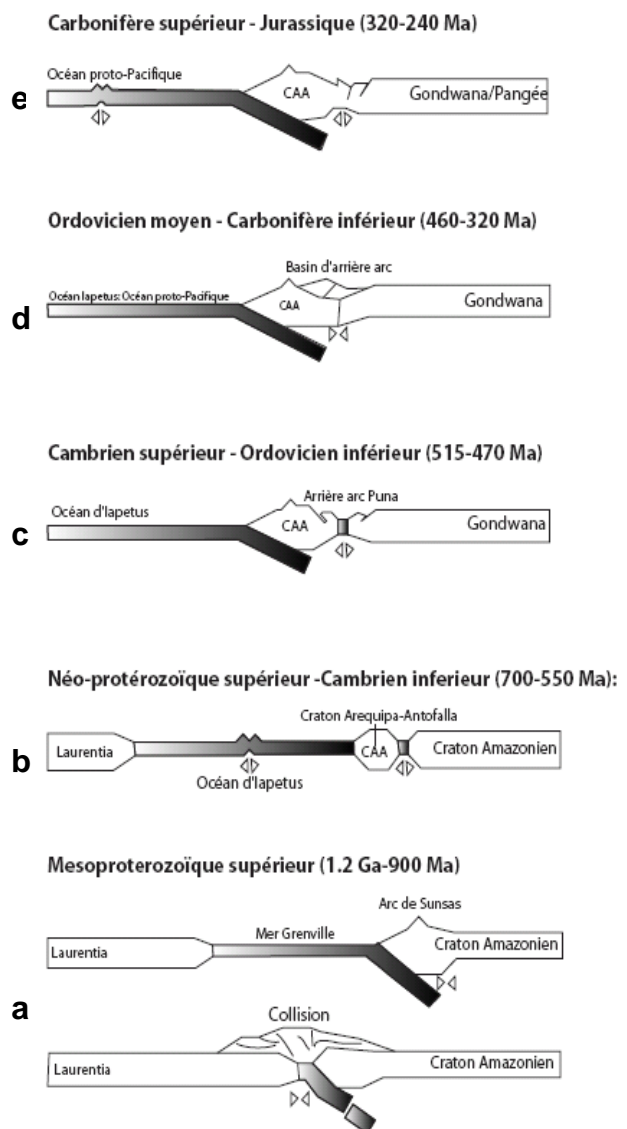 Carbonifère supérieur - Jurassique (320-240 Ma)
Océan proto-Pacifique
e
CAA
Gondwana/Pangée
Ordovicien moyen - Carbonifère inférieur (460-320 Ma)
Basin d'arrière arc
Océan Iapetus: Océan proto-Pacifique
d
CAA
Gondwana
Cambrien supérieur - Ordovicien inférieur (515-470 Ma)
Arrière arc Puna
Océan d'Iapetus
c
CAA
Gondwana
Néo-protérozoïque supérieur -Cambrien inferieur (700-550 Ma):
Craton Arequipa-Antofalla
b
Laurentia
CAA
Craton Amazonien
Océan d'Iapetus
Mesoproterozoïque supérieur (1.2 Ga-900 Ma)
Arc de Sunsas
Mer Grenville
Laurentia
Craton Amazonien
a
Collision
Laurentia
Craton Amazonien